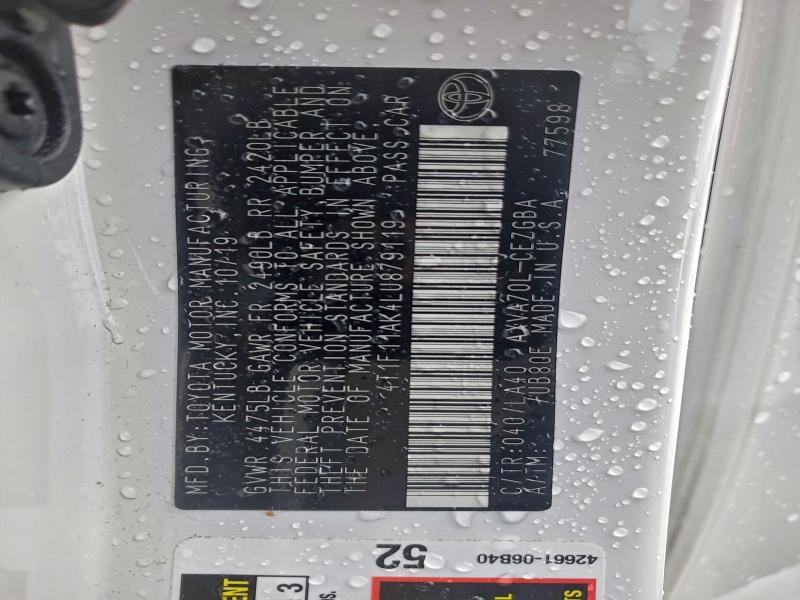 MFD. BY: TOYOTA MOTOR MANUFACTURING,
KENTUCKY, INC. 10/19
GVWR 4475LB GAWR FR 2490LB RR 2420LB
THIS VEHICLE CONFORMS TO ALL APPLICABLE
FEDERAL MOTOR VEHICLE SAFETY, BUMPER, AND
THEFT PREVENTION STANDARDS IN EFFECT ON
THE DATE OF MANUFACTURE SHOWN ABOVE.
PASS. CAR
C/TR:040/LA40 AXVA70L-CEZGBA
A/TM: /UB80E MADE IN U.S.A. 77598
52
42661-06B40
3